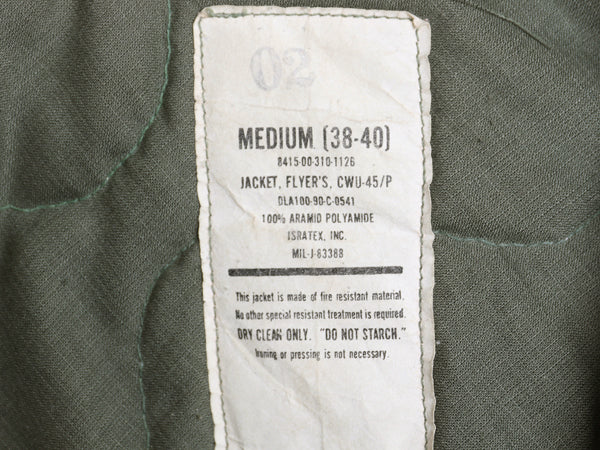 02
MEDIUM (38-40)
8415-00-310-1126
JACKET, FLYER'S, CWU-45/P
DLA100-90-C-0541
100% ARAMID POLYAMIDE
ISRATEX, INC.
MIL-J-83388
This jacket is made of fire resistant material.
No other special resistant treatment is required.
DRY CLEAN ONLY. "DO NOT STARCH."
Ironing or pressing is not necessary.